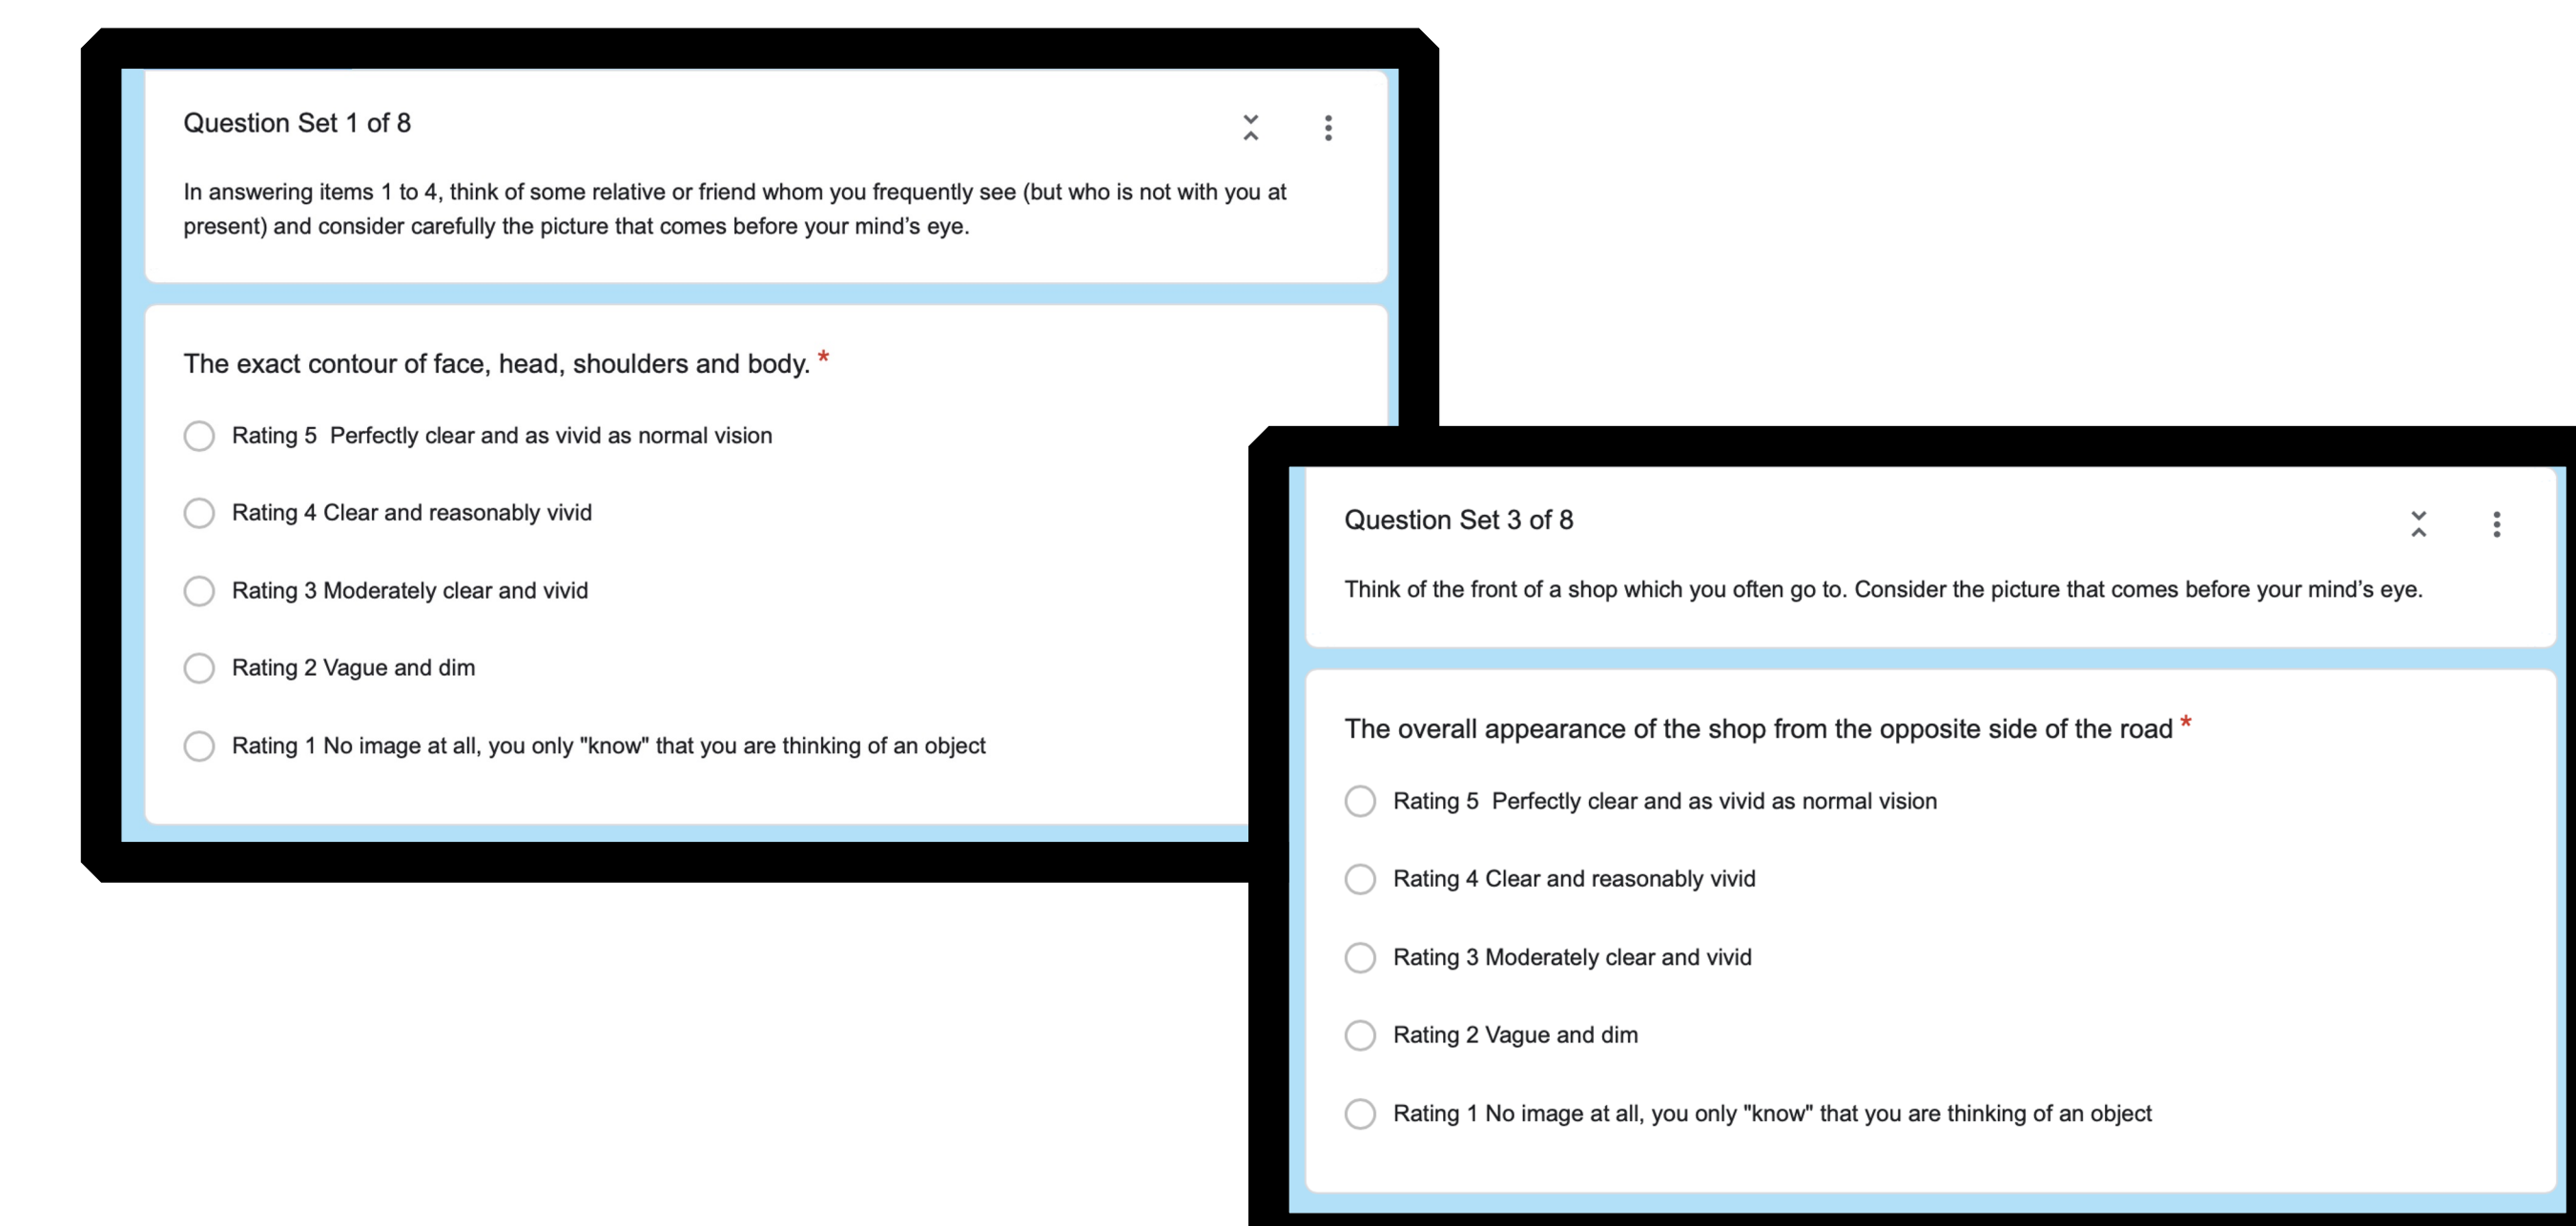 Question Set 1 of 8
In answering items 1 to 4, think of some relative or friend whom you frequently see (but who is not with you at
present) and consider carefully the picture that comes before your mind’s eye.
The exact contour of face, head, shoulders and body. *
Rating 5  Perfectly clear and as vivid as normal vision
Rating 4 Clear and reasonably vivid
Rating 3 Moderately clear and vivid
Rating 2 Vague and dim
Rating 1 No image at all, you only "know" that you are thinking of an object
Question Set 3 of 8
Think of the front of a shop which you often go to. Consider the picture that comes before your mind’s eye.
The overall appearance of the shop from the opposite side of the road *
Rating 5  Perfectly clear and as vivid as normal vision
Rating 4 Clear and reasonably vivid
Rating 3 Moderately clear and vivid
Rating 2 Vague and dim
Rating 1 No image at all, you only "know" that you are thinking of an object